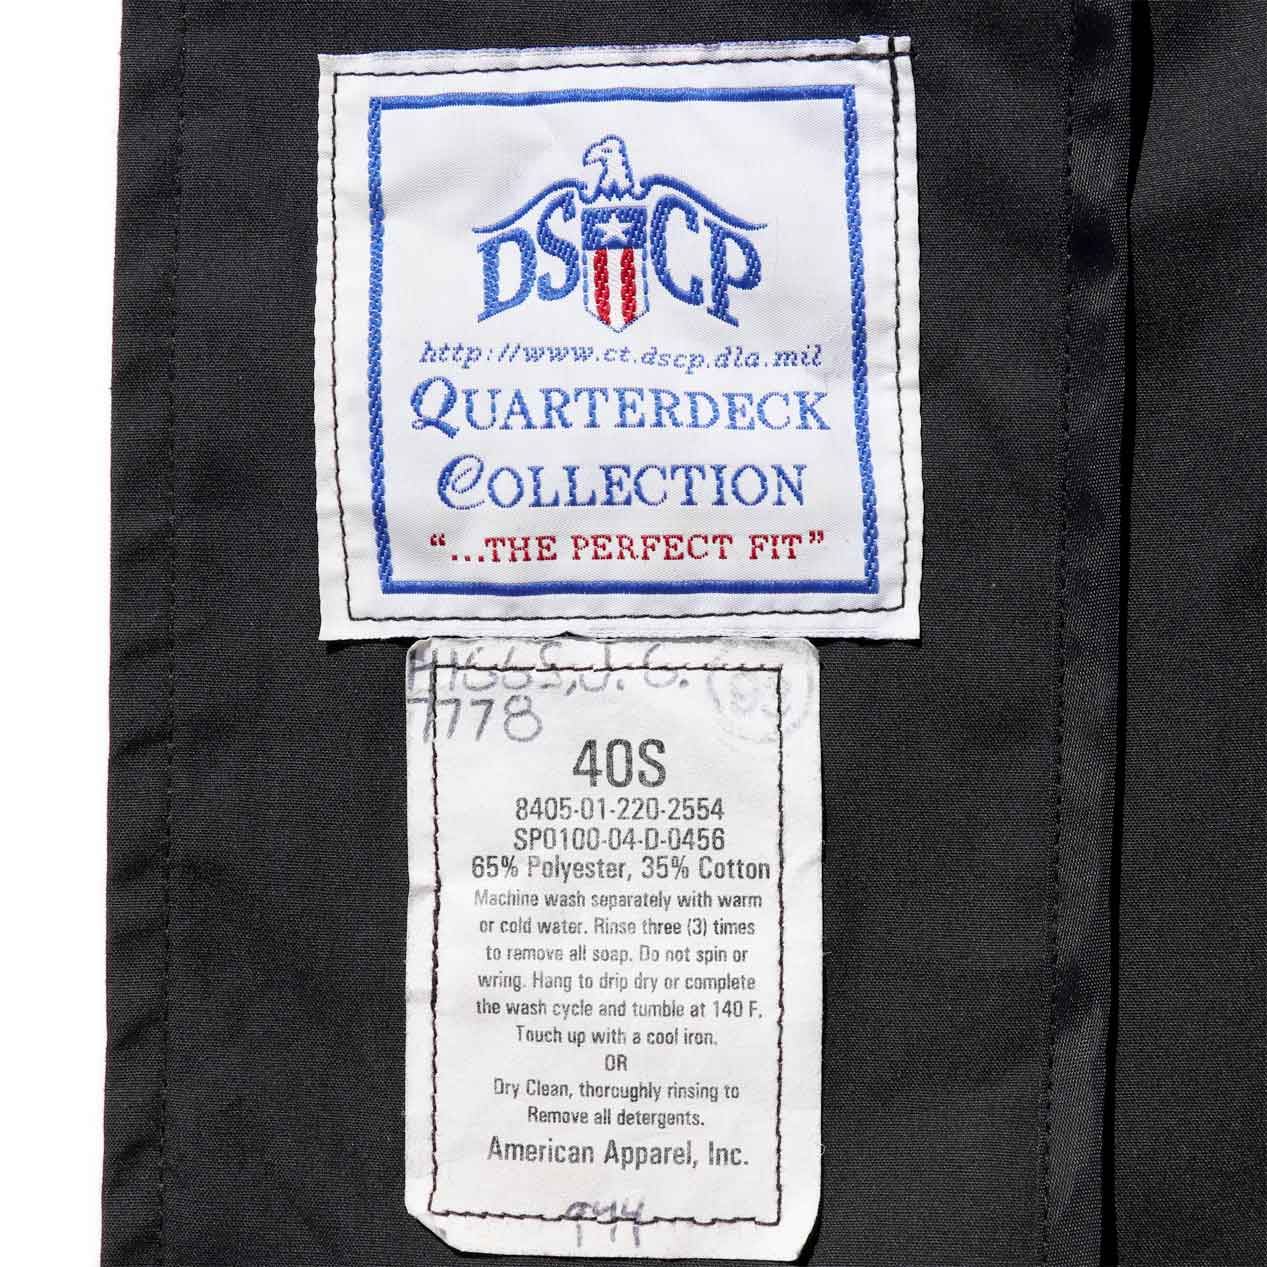 DSCP
http://www.ct.dscp.dla.mil
QUARTERDECK
COLLECTION
“...THE PERFECT FIT”
HIGGS, J. G.
7778
40S
8405-01-220-2554
SP0100-04-D-0456
65% Polyester, 35% Cotton
Machine wash separately with warm
or cold water. Rinse three (3) times
to remove all soap. Do not spin or
wring. Hang to drip dry or complete
the wash cycle and tumble at 140 F.
Touch up with a cool iron.
OR
Dry Clean, thoroughly rinsing to
Remove all detergents.
American Apparel, Inc.